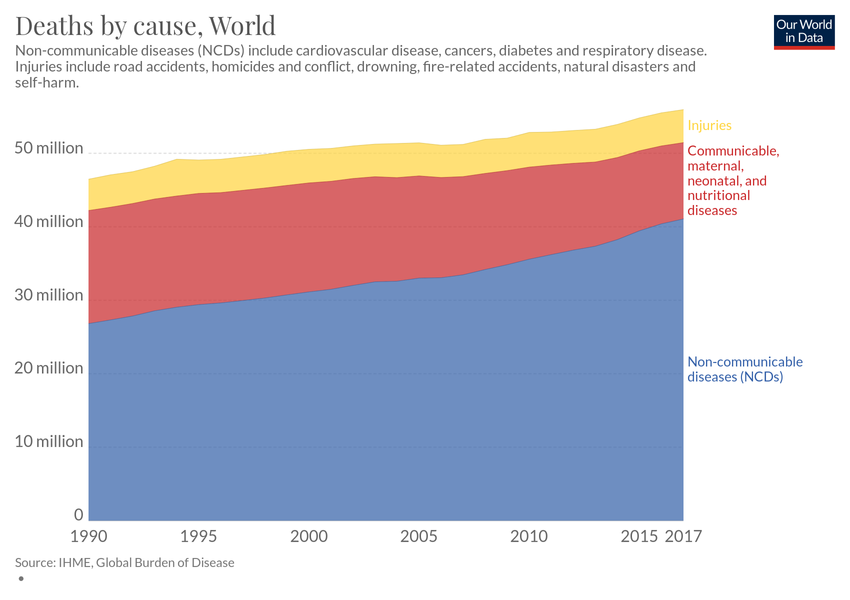 Deaths by cause, World
Our World
in Data
Non-communicable diseases (NCDs) include cardiovascular disease, cancers, diabetes and respiratory disease.
Injuries include road accidents, homicides and conflict, drowning, fire-related accidents, natural disasters and
self-harm.
50 million
40 million
30 million
20 million
10 million
0
Injuries
Communicable,
maternal,
neonatal, and
nutritional
diseases
Non-communicable
diseases (NCDs)
1990 1995 2000 2005 2010 2015 2017
Source: IHME, Global Burden of Disease
•